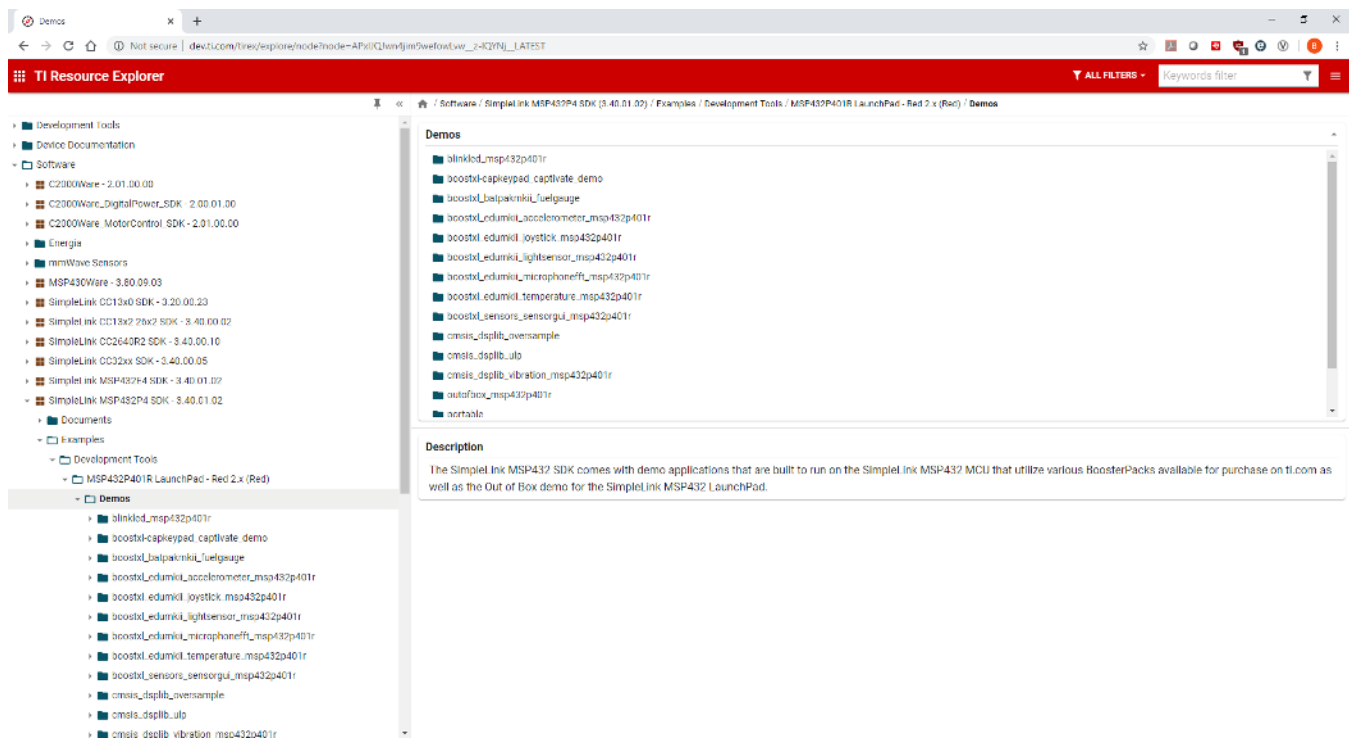 Demos
Not secure | dev.ti.com/tirex/explore/node?node=
TI Resource Explorer
ALL FILTERS
Keywords filter
/ Software / SimpleLink MSP432P4 SDK (3.40.01.02) / Examples / Development Tools / MSP432P401R LaunchPad - Red 2.x (Red) / Demos
Development Tools
Device Documentation
Software
C2000Ware - 2.01.00.00
C2000Ware_DigitalPower_SDK - 2.00.01.00
C2000Ware_MotorControl_SDK - 2.01.00.00
Energia
mmWave Sensors
MSP430Ware - 3.80.09.03
SimpleLink CC13x0 SDK - 3.20.00.23
SimpleLink CC13x2 26x2 SDK - 3.40.00.02
SimpleLink CC2640R2 SDK - 3.40.00.10
SimpleLink CC32xx SDK - 3.40.00.05
SimpleLink MSP432E4 SDK - 3.40.01.02
SimpleLink MSP432P4 SDK - 3.40.01.02
Documents
Examples
Development Tools
MSP432P401R LaunchPad - Red 2.x (Red)
Demos
blinkled_msp432p401r
boostxl-capkeypad_captivate_demo
boostxl_batpakmkii_fuelgauge
boostxl_edumkii_accelerometer_msp432p401r
boostxl_edumkii_joystick_msp432p401r
boostxl_edumkii_lightsensor_msp432p401r
boostxl_edumkii_microphonefft_msp432p401r
boostxl_edumkii_temperature_msp432p401r
boostxl_sensors_sensorgui_msp432p401r
cmsis_dsplib_oversample
cmsis_dsplib_ulp
cmsis_dsplib_vibration_msp432p401r
Demos
blinkled_msp432p401r
boostxl-capkeypad_captivate_demo
boostxl_batpakmkii_fuelgauge
boostxl_edumkii_accelerometer_msp432p401r
boostxl_edumkii_joystick_msp432p401r
boostxl_edumkii_lightsensor_msp432p401r
boostxl_edumkii_microphonefft_msp432p401r
boostxl_edumkii_temperature_msp432p401r
boostxl_sensors_sensorgui_msp432p401r
cmsis_dsplib_oversample
cmsis_dsplib_ulp
cmsis_dsplib_vibration_msp432p401r
outofbox_msp432p401r
portable
Description
The SimpleLink MSP432 SDK comes with demo applications that are built to run on the SimpleLink MSP432 MCU that utilize various BoosterPacks available for purchase on ti.com as
well as the Out of Box demo for the SimpleLink MSP432 LaunchPad.